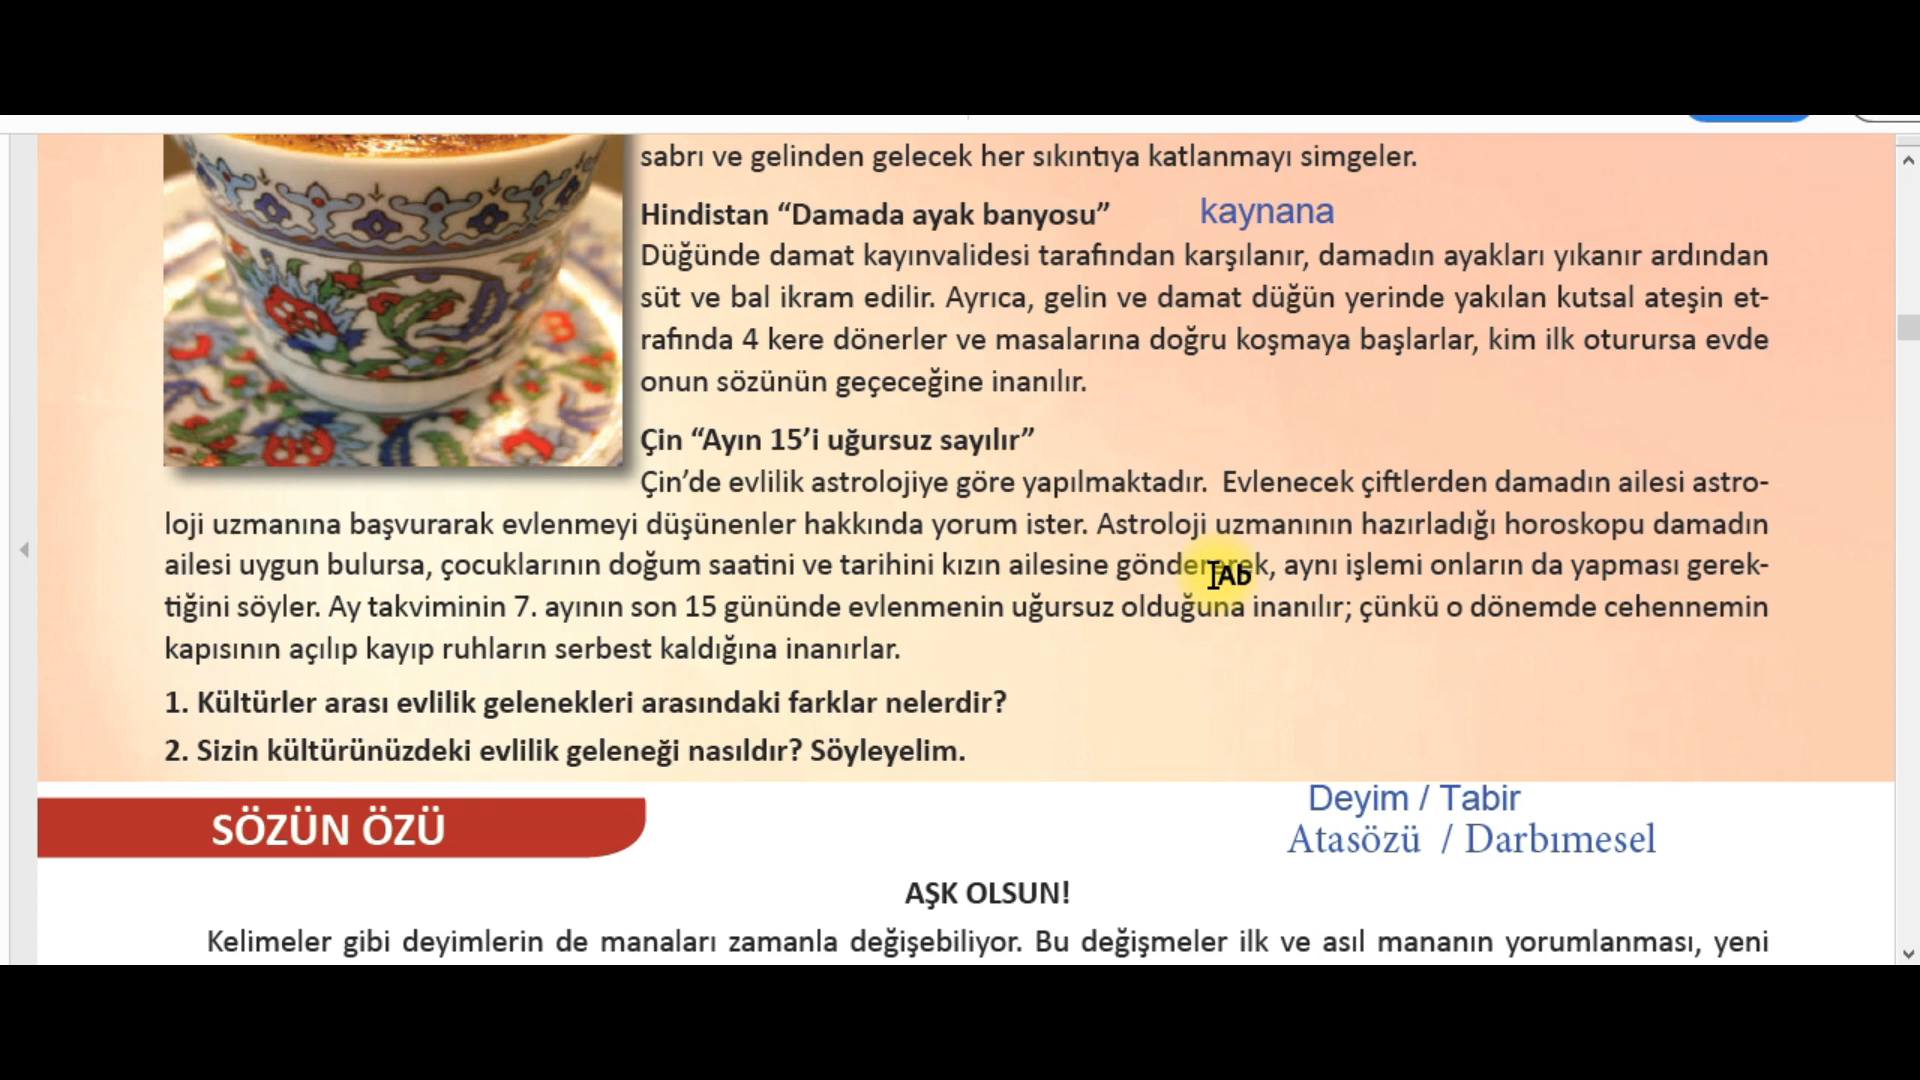 sabrı ve gelinden gelecek her sıkıntıya katlanmayı simgeler.
Hindistan “Damada ayak banyosu”
kaynana
Düğünde damat kayınvalidesi tarafından karşılanır, damadın ayakları yıkanır ardından
süt ve bal ikram edilir. Ayrıca, gelin ve damat düğün yerinde yakılan kutsal ateşin et-
rafında 4 kere dönerler ve masalarına doğru koşmaya başlarlar, kim ilk oturursa evde
onun sözünün geçeceğine inanılır.
Çin “Ayın 15’i uğursuz sayılır”
Çin’de evlilik astrolojiye göre yapılmaktadır. Evlenecek çiftlerden damadın ailesi astro-
loji uzmanına başvurarak evlenmeyi düşünenler hakkında yorum ister. Astroloji uzmanının hazırladığı horoskopu damadın
ailesi uygun bulursa, çocuklarının doğum saatini ve tarihini kızın ailesine göndererek, aynı işlemi onların da yapması gerek-
Ab
tiğini söyler. Ay takviminin 7. ayının son 15 gününde evlenmenin uğursuz olduğuna inanılır; çünkü o dönemde cehennemin
kapısının açılıp kayıp ruhların serbest kaldığına inanırlar.
1. Kültürler arası evlilik gelenekleri arasındaki farklar nelerdir?
2. Sizin kültürünüzdeki evlilik geleneği nasıldır? Söyleyelim.
Deyim / Tabir
SÖZÜN ÖZÜ
Atasözü / Darbımesel
AŞK OLSUN!
Kelimeler gibi deyimlerin de manaları zamanla değişebiliyor. Bu değişmeler ilk ve asıl mananın yorumlanması, yeni